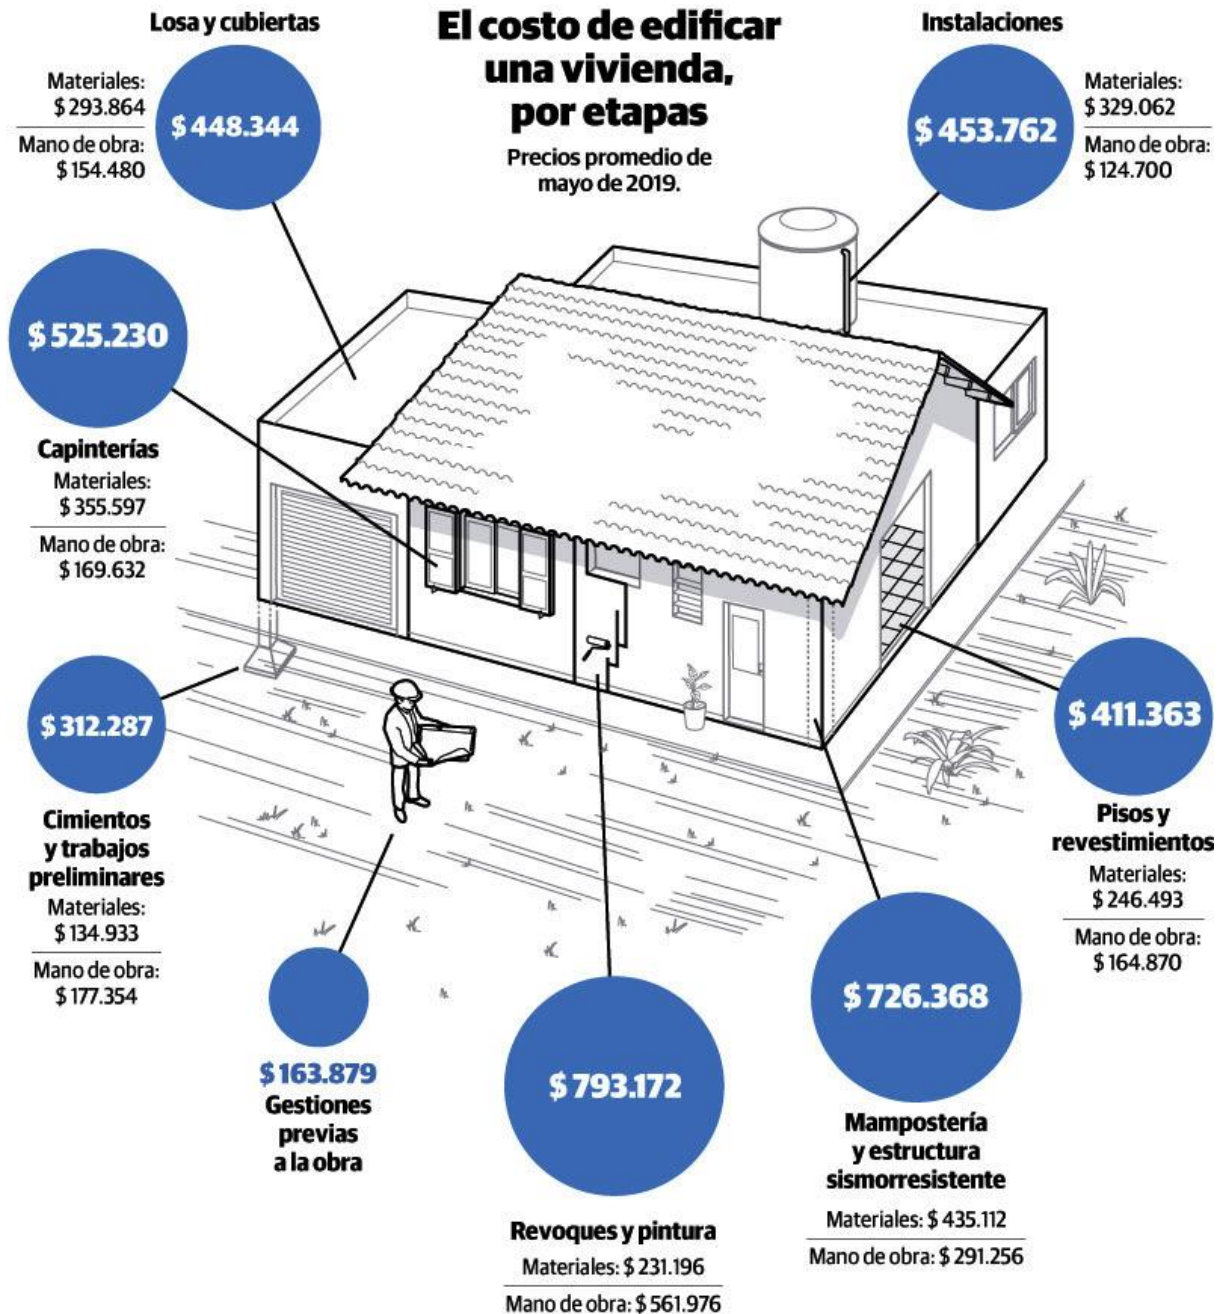 El costo de edificar
una vivienda,
por etapas
Precios promedio de
mayo de 2019.
Losa y cubiertas
Materiales:
$ 293.864
Mano de obra:
$ 154.480
$ 448.344
Instalaciones
$ 453.762
Materiales:
$ 329.062
Mano de obra:
$ 124.700
$ 525.230
Capinterías
Materiales:
$ 355.597
Mano de obra:
$ 169.632
$ 312.287
Cimientos
y trabajos
preliminares
Materiales:
$ 134.933
Mano de obra:
$ 177.354
$ 163.879
Gestiones
previas
a la obra
$ 793.172
Revoques y pintura
Materiales: $ 231.196
Mano de obra: $ 561.976
$ 726.368
Mampostería
y estructura
sismorresistente
Materiales: $ 435.112
Mano de obra: $ 291.256
$ 411.363
Pisos y
revestimientos
Materiales:
$ 246.493
Mano de obra:
$ 164.870